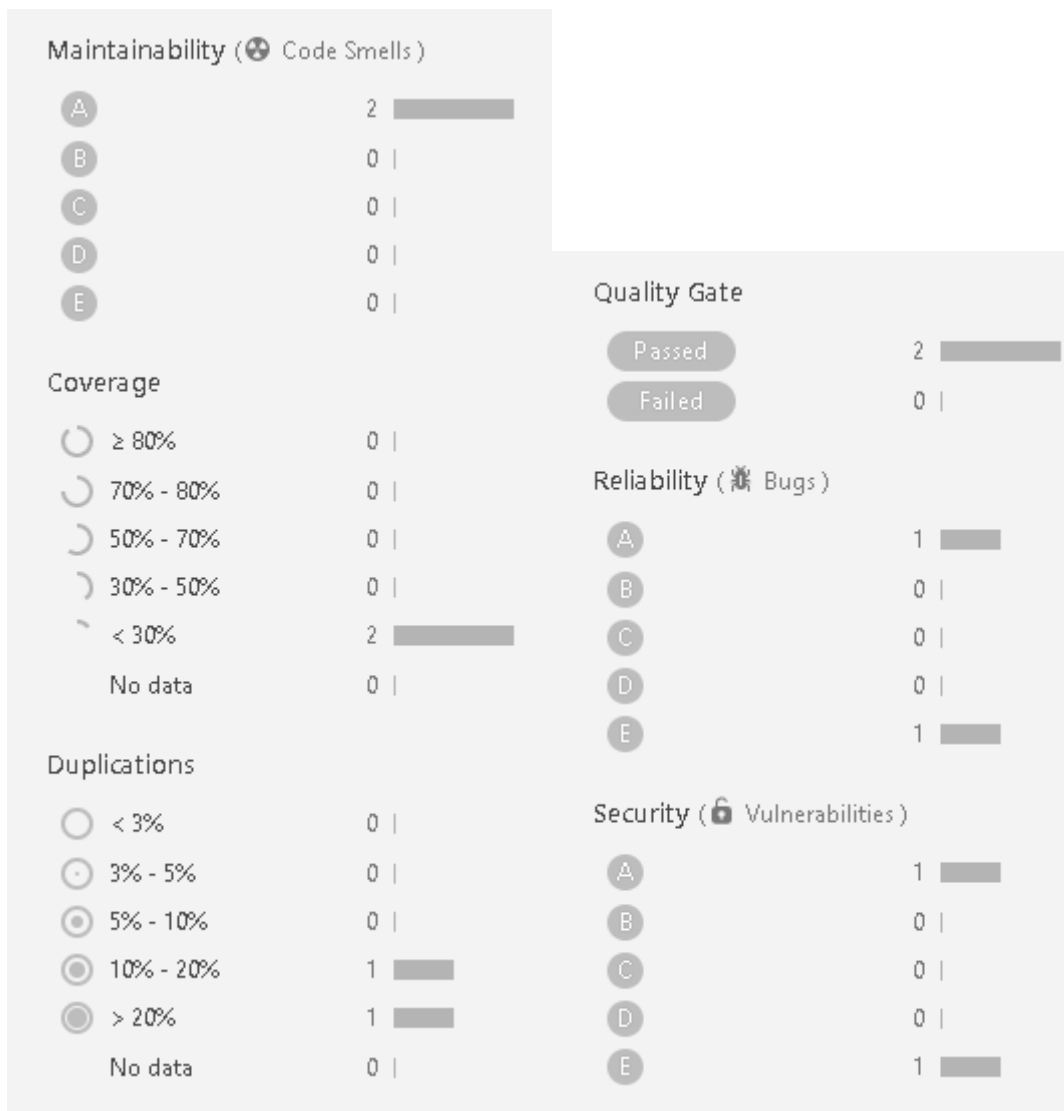 Maintainability ( Code Smells )
A 2
B 0
C 0
D 0
E 0
Coverage
≥ 80% 0
70% - 80% 0
50% - 70% 0
30% - 50% 0
< 30% 2
No data 0
Duplications
< 3% 0
3% - 5% 0
5% - 10% 0
10% - 20% 1
> 20% 1
No data 0
Quality Gate
Passed 2
Failed 0
Reliability ( Bugs )
A 1
B 0
C 0
D 0
E 1
Security ( Vulnerabilities )
A 1
B 0
C 0
D 0
E 1